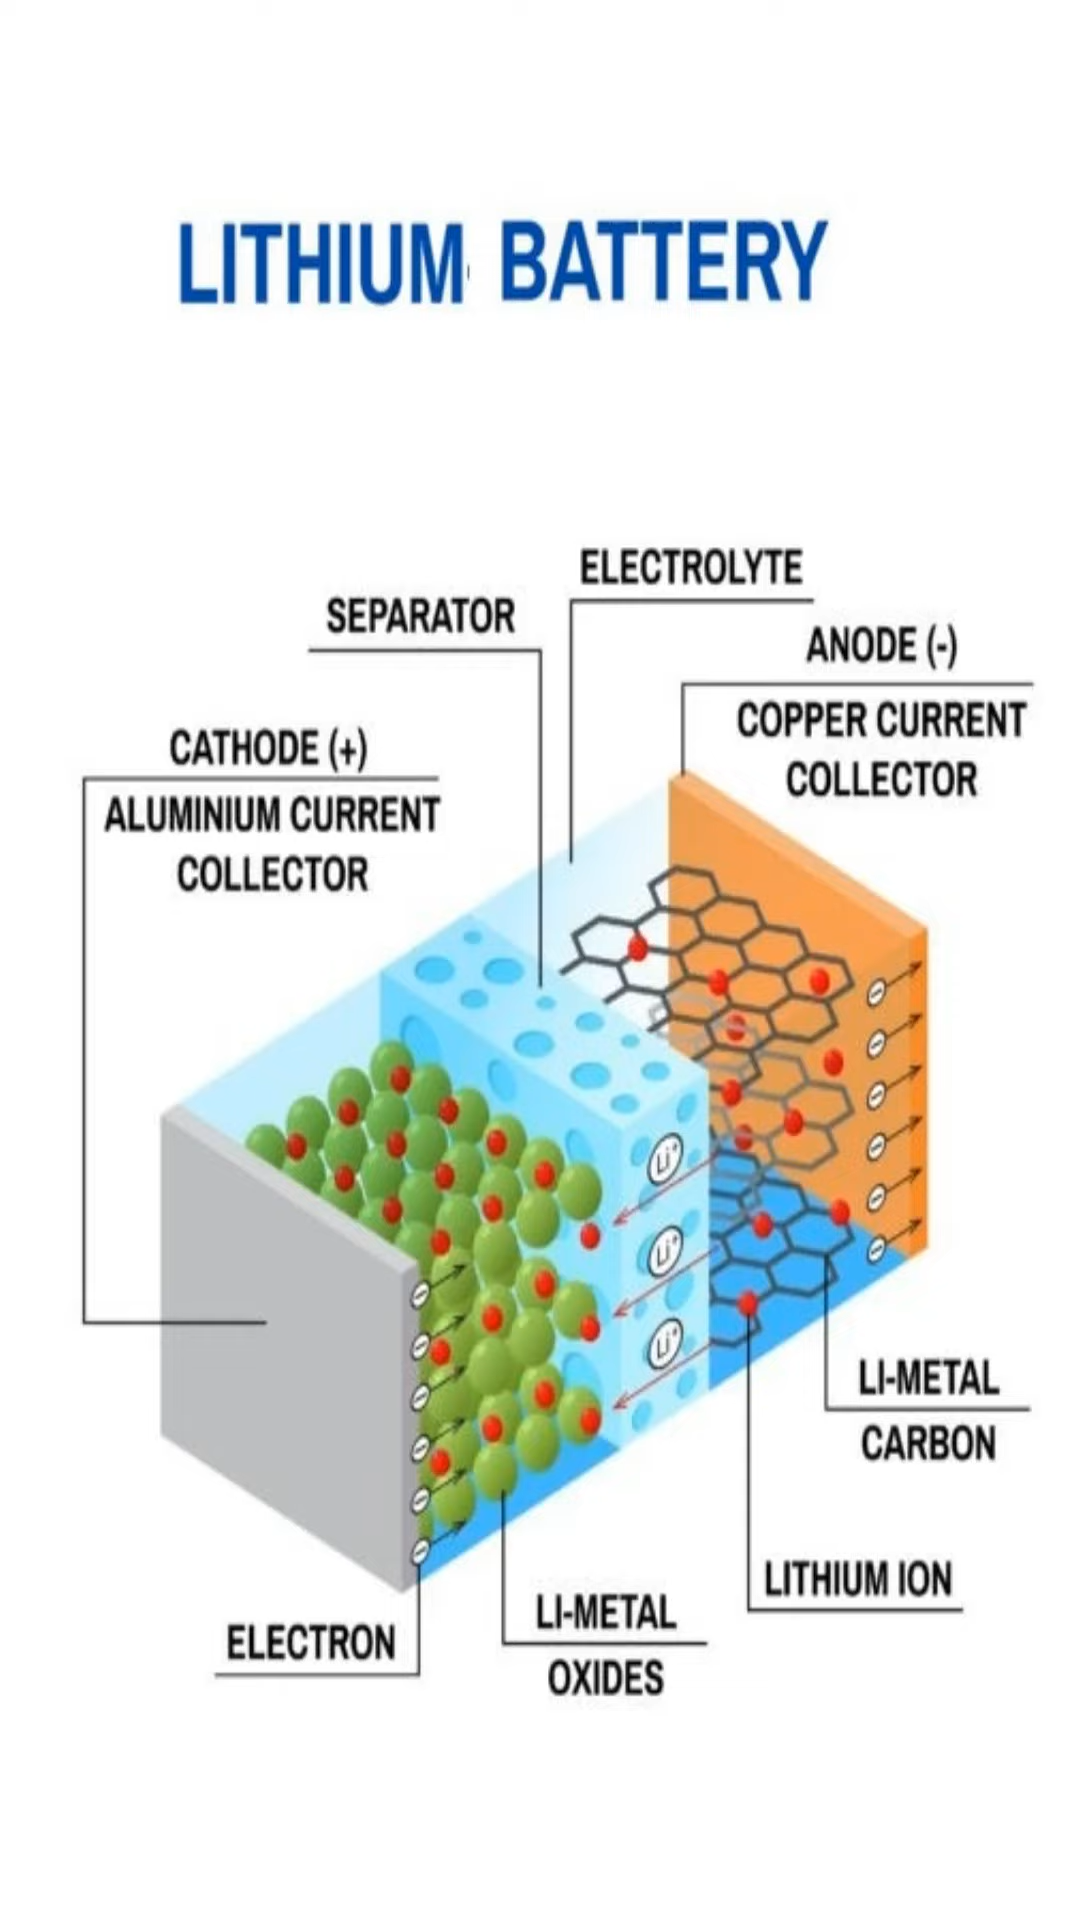 LITHIUM BATTERY
ELECTROLYTE
SEPARATOR
ANODE (-)
COPPER CURRENT
COLLECTOR
CATHODE (+)
ALUMINIUM CURRENT
COLLECTOR
Li+
Li+
Li+
LI-METAL
CARBON
LITHIUM ION
LI-METAL
OXIDES
ELECTRON